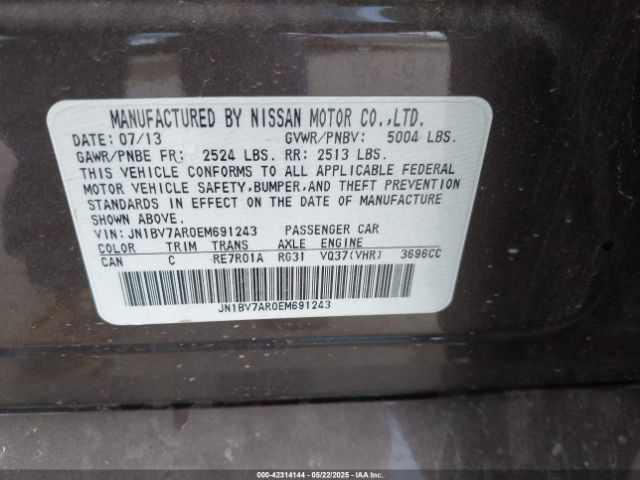 MANUFACTURED BY NISSAN MOTOR CO.,LTD.
DATE: 07/13 GVWR/PNBV: 5004 LBS.
GAWR/PNBE FR: 2524 LBS. RR: 2513 LBS.
THIS VEHICLE CONFORMS TO ALL APPLICABLE FEDERAL
MOTOR VEHICLE SAFETY,BUMPER,AND THEFT PREVENTION
STANDARDS IN EFFECT ON THE DATE OF MANUFACTURE
SHOWN ABOVE.
VIN: JN1BV7AR0EM691243 PASSENGER CAR
COLOR TRIM TRANS AXLE ENGINE
CAN C RE7R01A RG31 VQ37(VHR) 3696CC
JN1BV7AR0EM691243
000-42314144 - 05/22/2025 - IAA Inc.